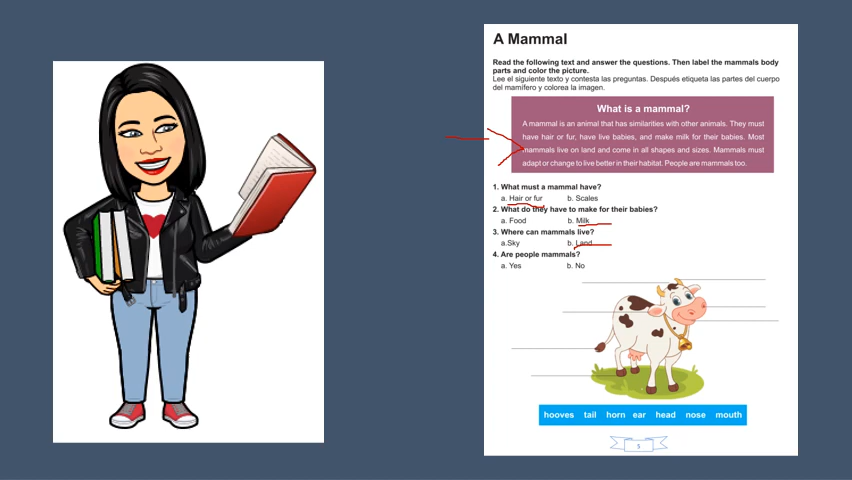 A Mammal
Read the following text and answer the questions. Then label the mammals body
parts and color the picture.
Lee el siguiente texto y contesta las preguntas. Después etiqueta las partes del cuerpo
del mamífero y colorea la imagen.
What is a mammal?
A mammal is an animal that has similarities with other animals. They must
have hair or fur, have live babies, and make milk for their babies. Most
mammals live on land and come in all shapes and sizes. Mammals must
adapt or change to live better in their habitat. People are mammals too.
1. What must a mammal have?
a. Hair or fur b. Scales
2. What do they have to make for their babies?
a. Food b. Milk
3. Where can mammals live?
a.Sky b. Land
4. Are people mammals?
a. Yes b. No
hooves tail horn ear head nose mouth
5